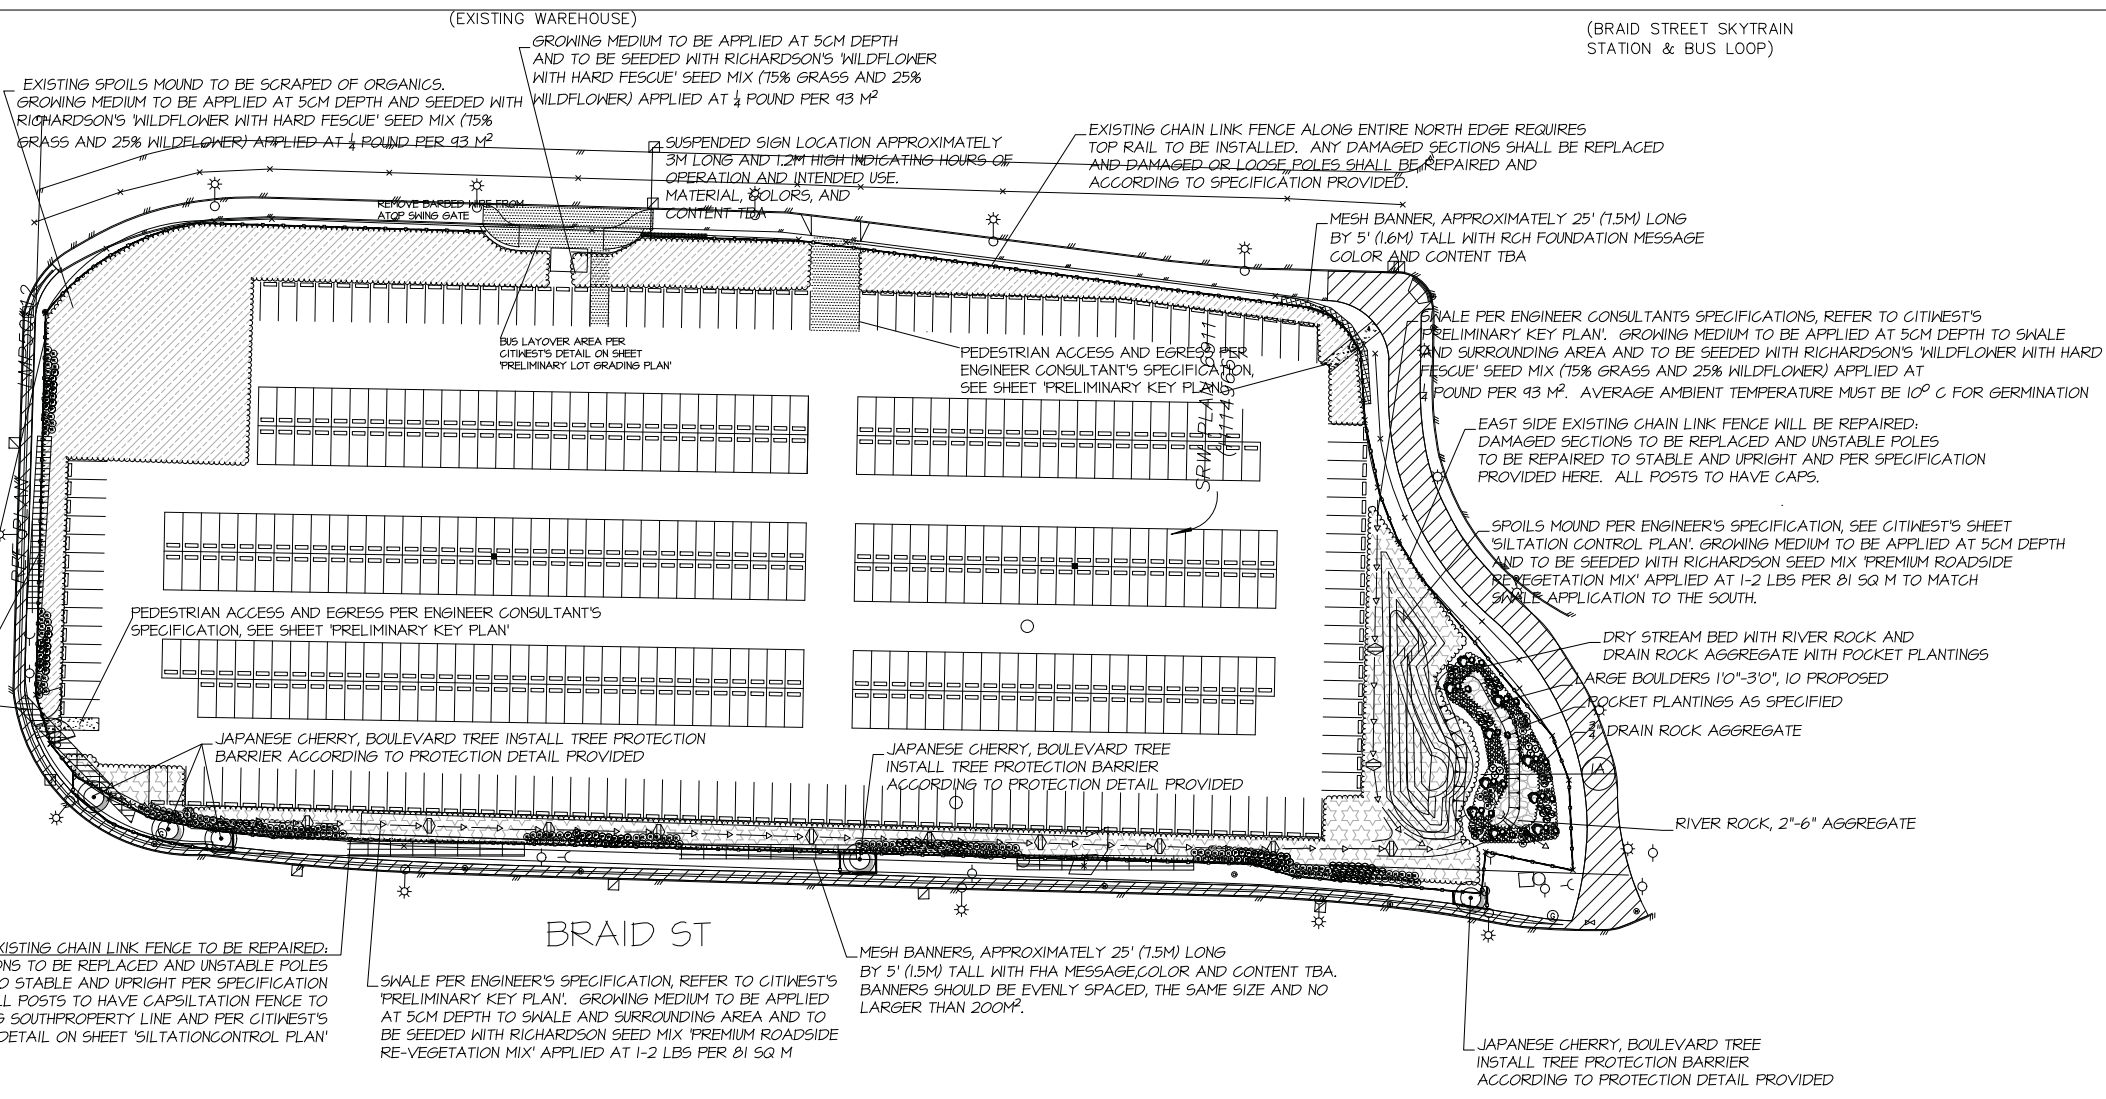 (EXISTING WAREHOUSE)
(BRAID STREET SKYTRAIN
STATION & BUS LOOP)
GROWING MEDIUM TO BE APPLIED AT 5CM DEPTH
AND TO BE SEEDED WITH RICHARDSON'S 'WILDFLOWER
WITH HARD FESCUE' SEED MIX (75% GRASS AND 25%
WILDFLOWER) APPLIED AT ¼ POUND PER 93 M²
EXISTING SPOILS MOUND TO BE SCRAPED OF ORGANICS.
GROWING MEDIUM TO BE APPLIED AT 5CM DEPTH AND SEEDED WITH
RICHARDSON'S 'WILDFLOWER WITH HARD FESCUE' SEED MIX (75%
GRASS AND 25% WILDFLOWER) APPLIED AT ¼ POUND PER 93 M²
SUSPENDED SIGN LOCATION APPROXIMATELY
3M LONG AND 1.2M HIGH INDICATING HOURS OF
OPERATION AND INTENDED USE.
MATERIAL, COLORS, AND
CONTENT TBA
EXISTING CHAIN LINK FENCE ALONG ENTIRE NORTH EDGE REQUIRES
TOP RAIL TO BE INSTALLED. ANY DAMAGED SECTIONS SHALL BE REPLACED
AND DAMAGED OR LOOSE POLES SHALL BE REPAIRED AND
ACCORDING TO SPECIFICATION PROVIDED.
REMOVE BARBED WIRE FROM
ATOP SWING GATE
MESH BANNER, APPROXIMATELY 25' (7.5M) LONG
BY 5' (1.6M) TALL WITH RCH FOUNDATION MESSAGE
COLOR AND CONTENT TBA
SWALE PER ENGINEER CONSULTANTS SPECIFICATIONS, REFER TO CITIWEST'S
'PRELIMINARY KEY PLAN'. GROWING MEDIUM TO BE APPLIED AT 5CM DEPTH TO SWALE
AND SURROUNDING AREA AND TO BE SEEDED WITH RICHARDSON'S 'WILDFLOWER WITH HARD
FESCUE' SEED MIX (75% GRASS AND 25% WILDFLOWER) APPLIED AT
¼ POUND PER 93 M². AVERAGE AMBIENT TEMPERATURE MUST BE 10⁰ C FOR GERMINATION
BUS LAYOVER AREA PER
CITIWEST'S DETAIL ON SHEET
'PRELIMINARY LOT GRADING PLAN'
PEDESTRIAN ACCESS AND EGRESS PER
ENGINEER CONSULTANT'S SPECIFICATION,
SEE SHEET 'PRELIMINARY KEY PLAN'
SRW PLAN
EAST SIDE EXISTING CHAIN LINK FENCE WILL BE REPAIRED:
DAMAGED SECTIONS TO BE REPLACED AND UNSTABLE POLES
TO BE REPAIRED TO STABLE AND UPRIGHT AND PER SPECIFICATION
PROVIDED HERE. ALL POSTS TO HAVE CAPS.
SPOILS MOUND PER ENGINEER'S SPECIFICATION, SEE CITIWEST'S SHEET
'SILTATION CONTROL PLAN'. GROWING MEDIUM TO BE APPLIED AT 5CM DEPTH
AND TO BE SEEDED WITH RICHARDSON SEED MIX 'PREMIUM ROADSIDE
REVEGETATION MIX' APPLIED AT 1-2 LBS PER 81 SQ M TO MATCH
SWALE APPLICATION TO THE SOUTH.
PEDESTRIAN ACCESS AND EGRESS PER ENGINEER CONSULTANT'S
SPECIFICATION, SEE SHEET 'PRELIMINARY KEY PLAN'
DRY STREAM BED WITH RIVER ROCK AND
DRAIN ROCK AGGREGATE WITH POCKET PLANTINGS
LARGE BOULDERS 1'0"-3'0", 10 PROPOSED
POCKET PLANTINGS AS SPECIFIED
¾" DRAIN ROCK AGGREGATE
1A
JAPANESE CHERRY, BOULEVARD TREE INSTALL TREE PROTECTION
BARRIER ACCORDING TO PROTECTION DETAIL PROVIDED
JAPANESE CHERRY, BOULEVARD TREE
INSTALL TREE PROTECTION BARRIER
ACCORDING TO PROTECTION DETAIL PROVIDED
RIVER ROCK, 2"-6" AGGREGATE
BRAID ST
XISTING CHAIN LINK FENCE TO BE REPAIRED:
ONS TO BE REPLACED AND UNSTABLE POLES
O STABLE AND UPRIGHT PER SPECIFICATION
LL POSTS TO HAVE CAPSILTATION FENCE TO
G SOUTHPROPERTY LINE AND PER CITIWEST'S
DETAIL ON SHEET 'SILTATIONCONTROL PLAN'
SWALE PER ENGINEER'S SPECIFICATION, REFER TO CITIWEST'S
'PRELIMINARY KEY PLAN'. GROWING MEDIUM TO BE APPLIED
AT 5CM DEPTH TO SWALE AND SURROUNDING AREA AND TO
BE SEEDED WITH RICHARDSON SEED MIX 'PREMIUM ROADSIDE
RE-VEGETATION MIX' APPLIED AT 1-2 LBS PER 81 SQ M
MESH BANNERS, APPROXIMATELY 25' (7.5M) LONG
BY 5' (1.5M) TALL WITH FHA MESSAGE,COLOR AND CONTENT TBA.
BANNERS SHOULD BE EVENLY SPACED, THE SAME SIZE AND NO
LARGER THAN 200M².
JAPANESE CHERRY, BOULEVARD TREE
INSTALL TREE PROTECTION BARRIER
ACCORDING TO PROTECTION DETAIL PROVIDED